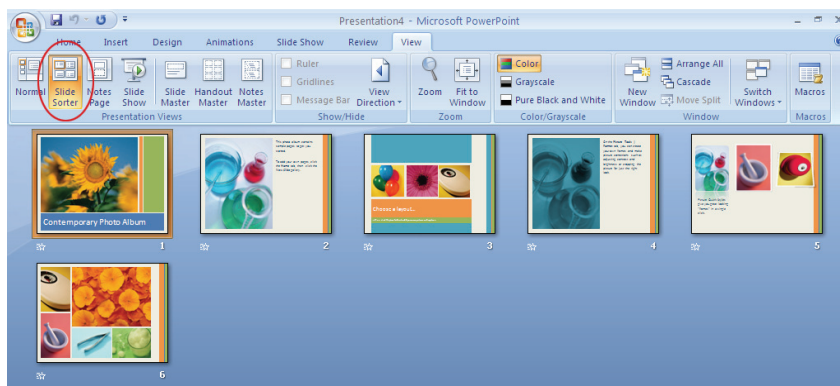 Presentation4 - Microsoft PowerPoint
Home Insert Design Animations Slide Show Review View
Normal Slide Sorter Notes Page Slide Show Slide Master Handout Master Notes Master
Presentation Views
Ruler
Gridlines
Message Bar
View Direction
Show/Hide
Zoom Fit to Window
Zoom
Color
Grayscale
Pure Black and White
Color/Grayscale
New Window
Arrange All
Cascade
Move Split
Switch Windows
Window
Macros
Macros
Contemporary Photo Album
Choose a layout...
1 2 3 4 5
6